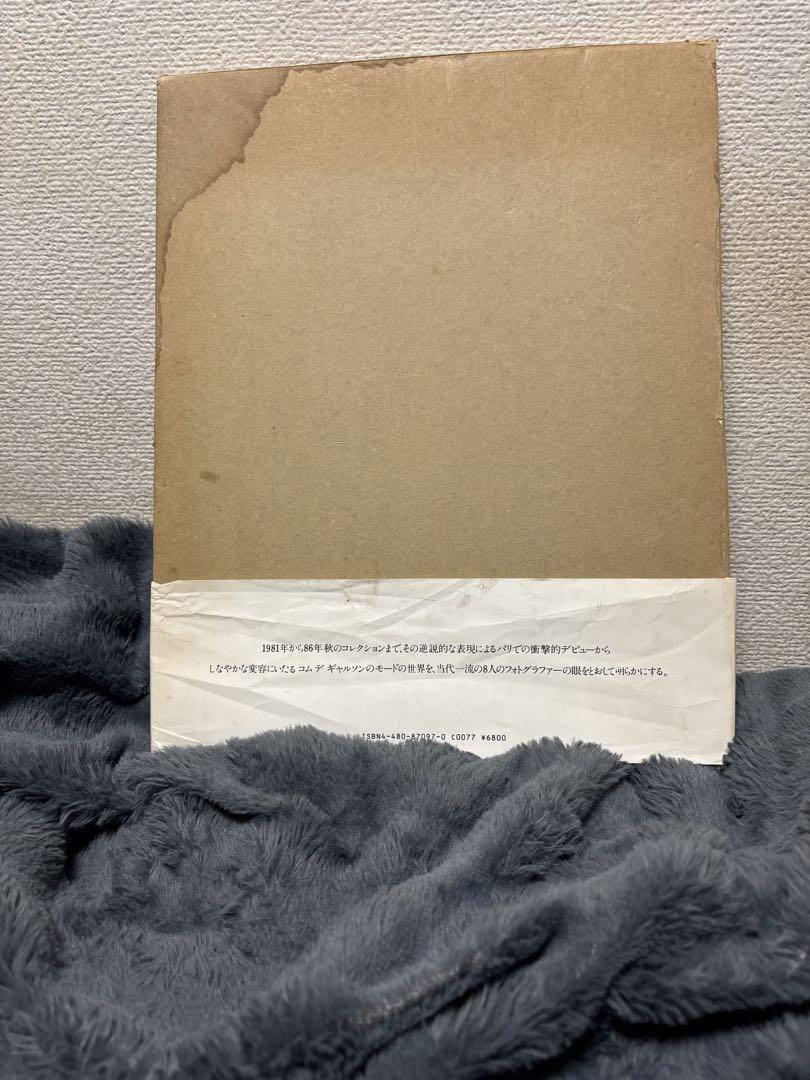 1981年から86年秋のコレクションまで、その逆説的な表現によるパリでの衝撃的デビューから
しなやかな変容にいたる コム デ ギャルソンのモードの世界を、当代一流の8人のフォトグラファーの眼をとおして明らかにする。
ISBN4-480-87097-0 C0077 ¥6800